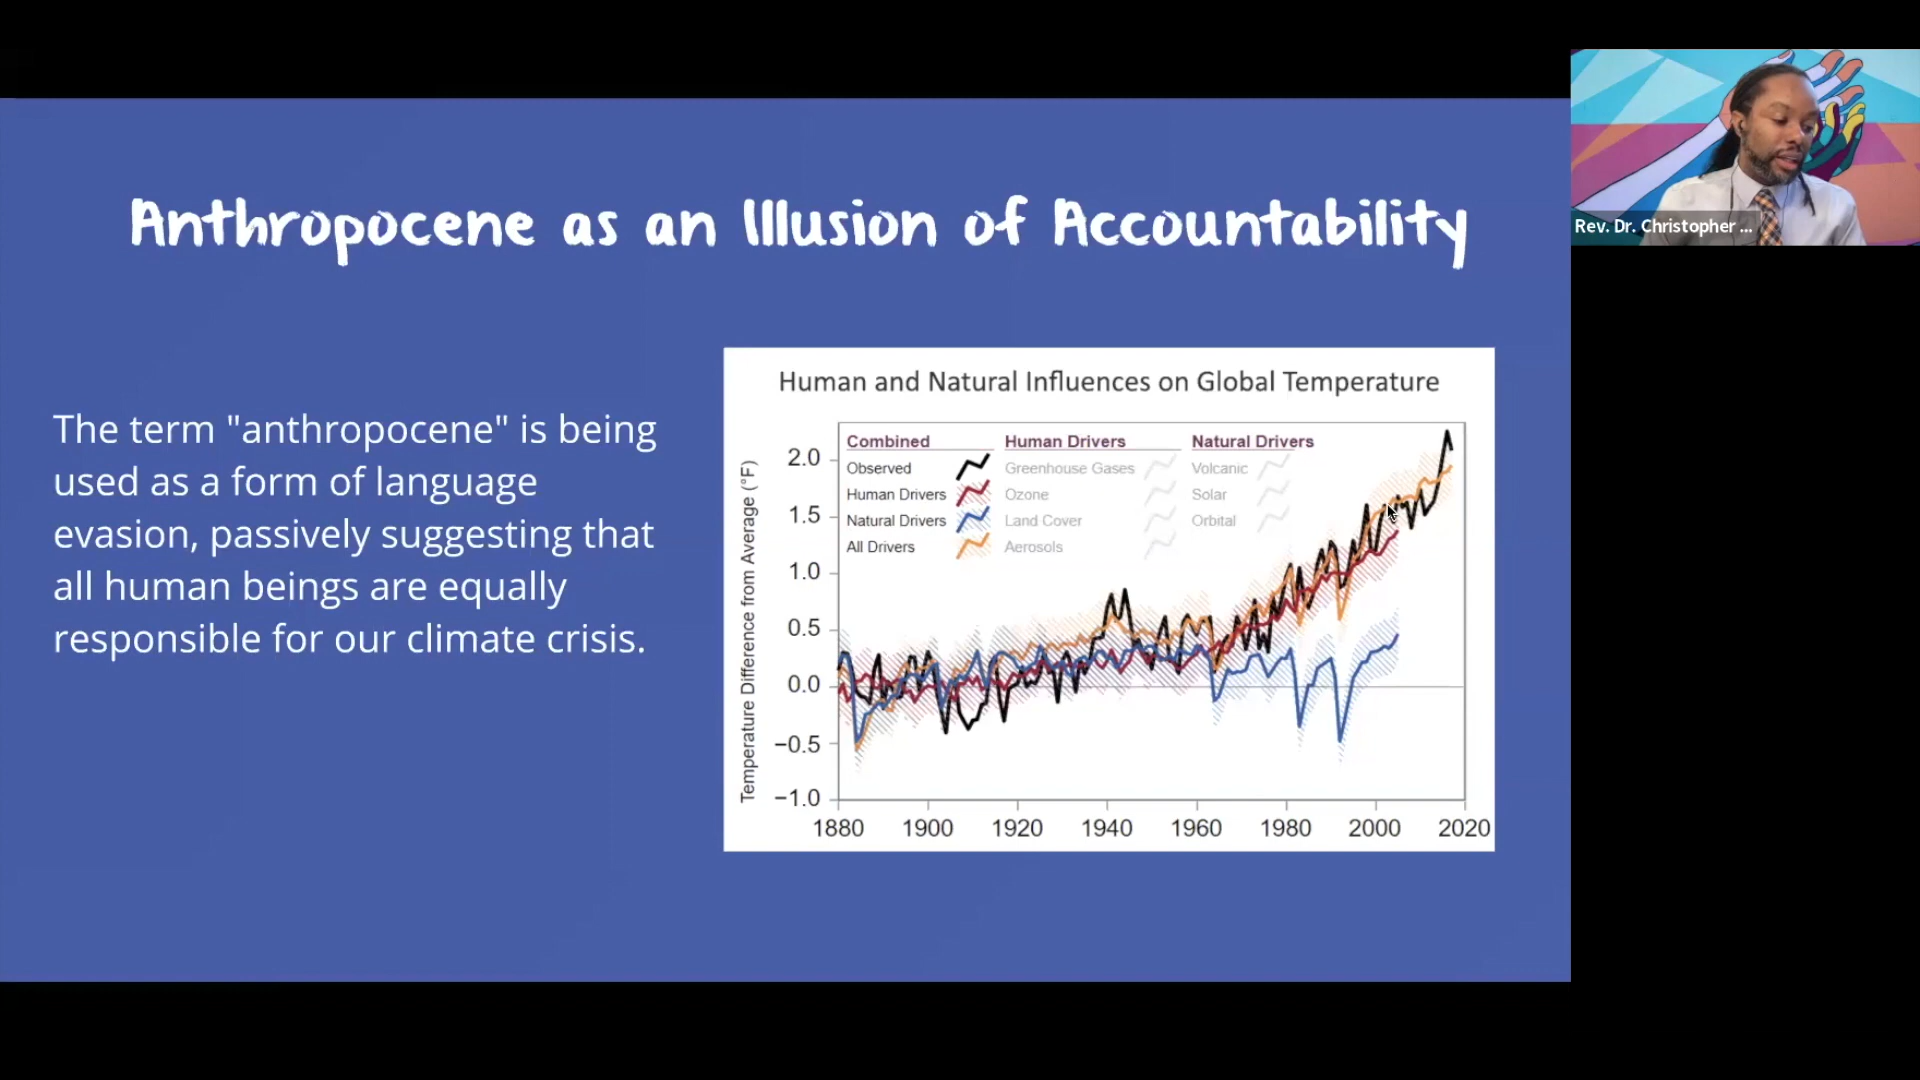 Anthropocene as an Illusion of Accountability
Rev. Dr. Christopher ...
The term "anthropocene" is being
used as a form of language
evasion, passively suggesting that
all human beings are equally
responsible for our climate crisis.
Human and Natural Influences on Global Temperature
Temperature Difference from Average (°F)
Combined Human Drivers Natural Drivers
Observed Greenhouse Gases Volcanic
Human Drivers Ozone Solar
Natural Drivers Land Cover Orbital
All Drivers Aerosols
2.0
1.5
1.0
0.5
0.0
−0.5
−1.0
1880 1900 1920 1940 1960 1980 2000 2020